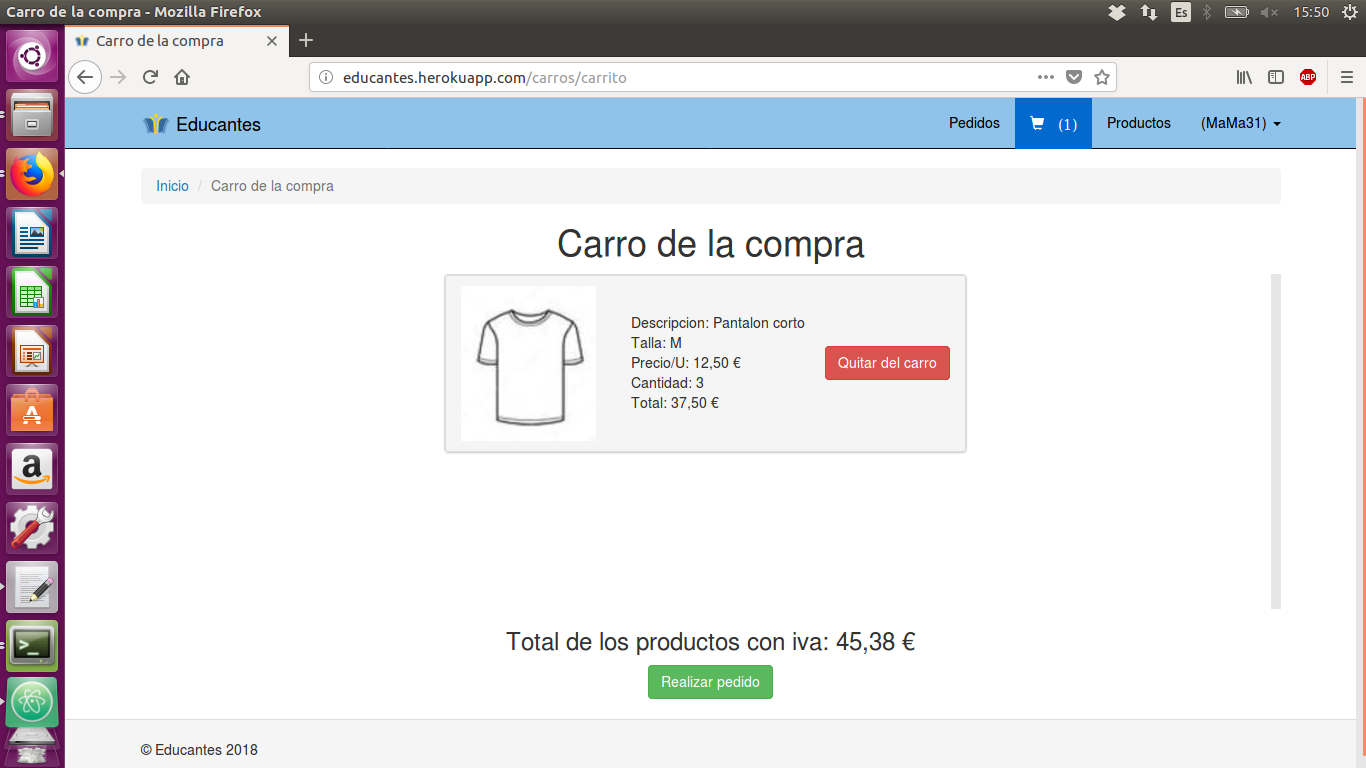 Carro de la compra - Mozilla Firefox
Es
15:50
Carro de la compra
educantes.herokuapp.com/carros/carrito
ABP
Educantes
Pedidos
(1)
Productos
(MaMa31)
Inicio / Carro de la compra
Carro de la compra
Descripcion: Pantalon corto
Talla: M
Precio/U: 12,50 €
Cantidad: 3
Total: 37,50 €
Quitar del carro
Total de los productos con iva: 45,38 €
Realizar pedido
© Educantes 2018